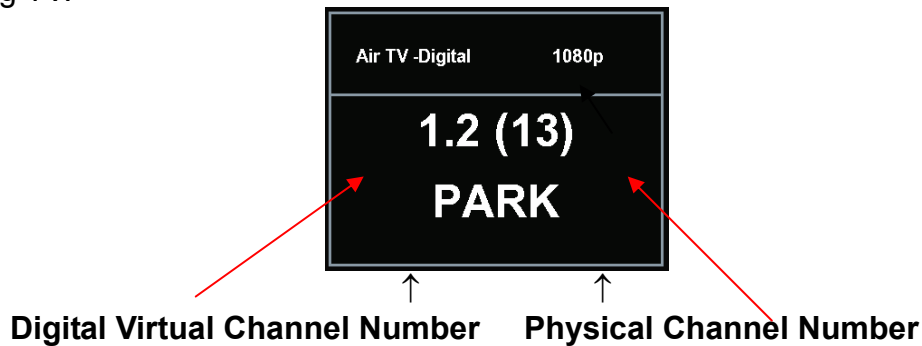 Air TV -Digital 1080p
1.2 (13)
PARK
↑ ↑
Digital Virtual Channel Number Physical Channel Number